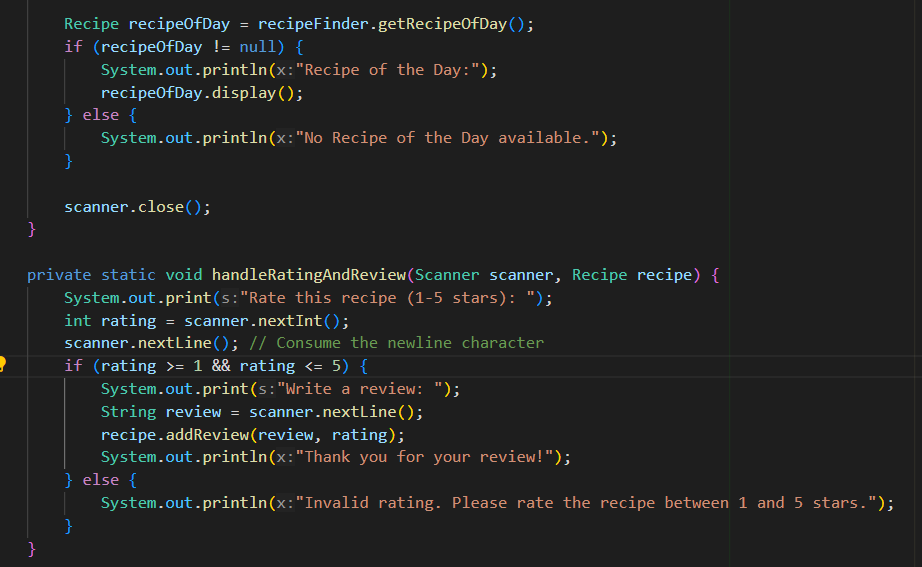 Recipe recipeOfDay = recipeFinder.getRecipeOfDay();
if (recipeOfDay != null) {
System.out.println(x:"Recipe of the Day:");
recipeOfDay.display();
} else {
System.out.println(x:"No Recipe of the Day available.");
}
scanner.close();
}
private static void handleRatingAndReview(Scanner scanner, Recipe recipe) {
System.out.print(s:"Rate this recipe (1-5 stars): ");
int rating = scanner.nextInt();
scanner.nextLine(); // Consume the newline character
if (rating >= 1 && rating <= 5) {
System.out.print(s:"Write a review: ");
String review = scanner.nextLine();
recipe.addReview(review, rating);
System.out.println(x:"Thank you for your review!");
} else {
System.out.println(x:"Invalid rating. Please rate the recipe between 1 and 5 stars.");
}
}